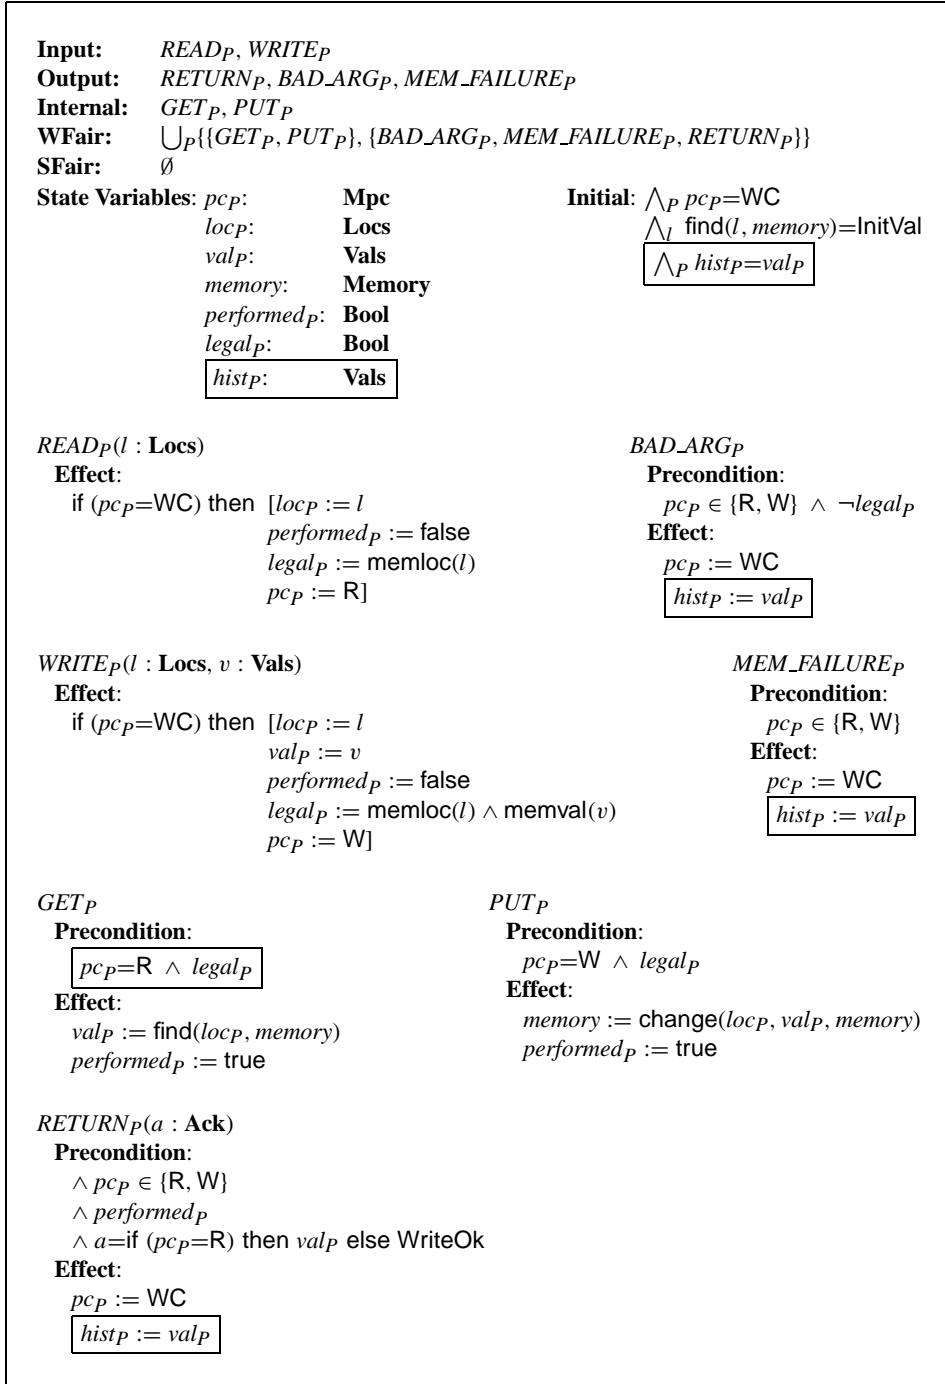 Input: READ_P, WRITE_P
Output: RETURN_P, BAD_ARG_P, MEM_FAILURE_P
Internal: GET_P, PUT_P
WFair: ⋃_P{{GET_P, PUT_P}, {BAD_ARG_P, MEM_FAILURE_P, RETURN_P}}
SFair: ∅
State Variables: pc_P: Mpc Initial: ⋀_P pc_P=WC
loc_P: Locs ⋀_l find(l, memory)=InitVal
val_P: Vals ⋀_P hist_P=val_P
memory: Memory
performed_P: Bool
legal_P: Bool
hist_P: Vals
READ_P(l : Locs)
Effect:
if (pc_P=WC) then [loc_P := l
performed_P := false
legal_P := memloc(l)
pc_P := R]
BAD_ARG_P
Precondition:
pc_P ∈ {R, W} ∧ ¬legal_P
Effect:
pc_P := WC
hist_P := val_P
WRITE_P(l : Locs, v : Vals)
Effect:
if (pc_P=WC) then [loc_P := l
val_P := v
performed_P := false
legal_P := memloc(l) ∧ memval(v)
pc_P := W]
MEM_FAILURE_P
Precondition:
pc_P ∈ {R, W}
Effect:
pc_P := WC
hist_P := val_P
GET_P
Precondition:
pc_P=R ∧ legal_P
Effect:
val_P := find(loc_P, memory)
performed_P := true
PUT_P
Precondition:
pc_P=W ∧ legal_P
Effect:
memory := change(loc_P, val_P, memory)
performed_P := true
RETURN_P(a : Ack)
Precondition:
∧ pc_P ∈ {R, W}
∧ performed_P
∧ a=if (pc_P=R) then val_P else WriteOk
Effect:
pc_P := WC
hist_P := val_P